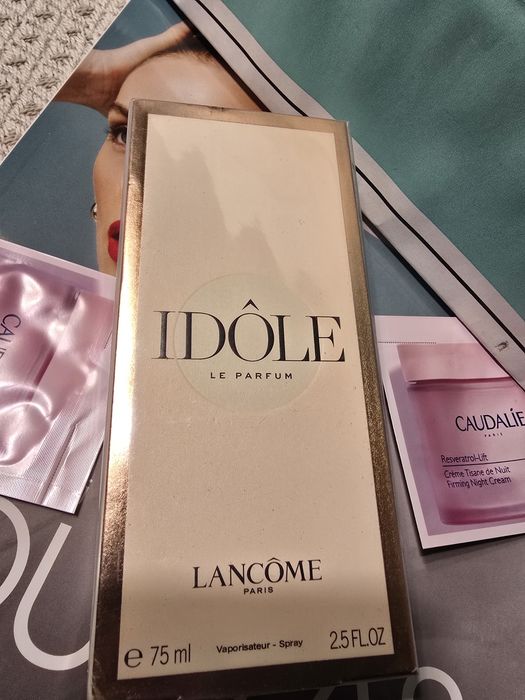 IDÔLE
LE PARFUM
LANCÔME
PARIS
e 75 ml
Vaporisateur - Spray
2.5 FL.OZ
CAUDALÍE
PARIS
Resveratrol-Lift
Crème Tisane de Nuit
Firming Night Cream